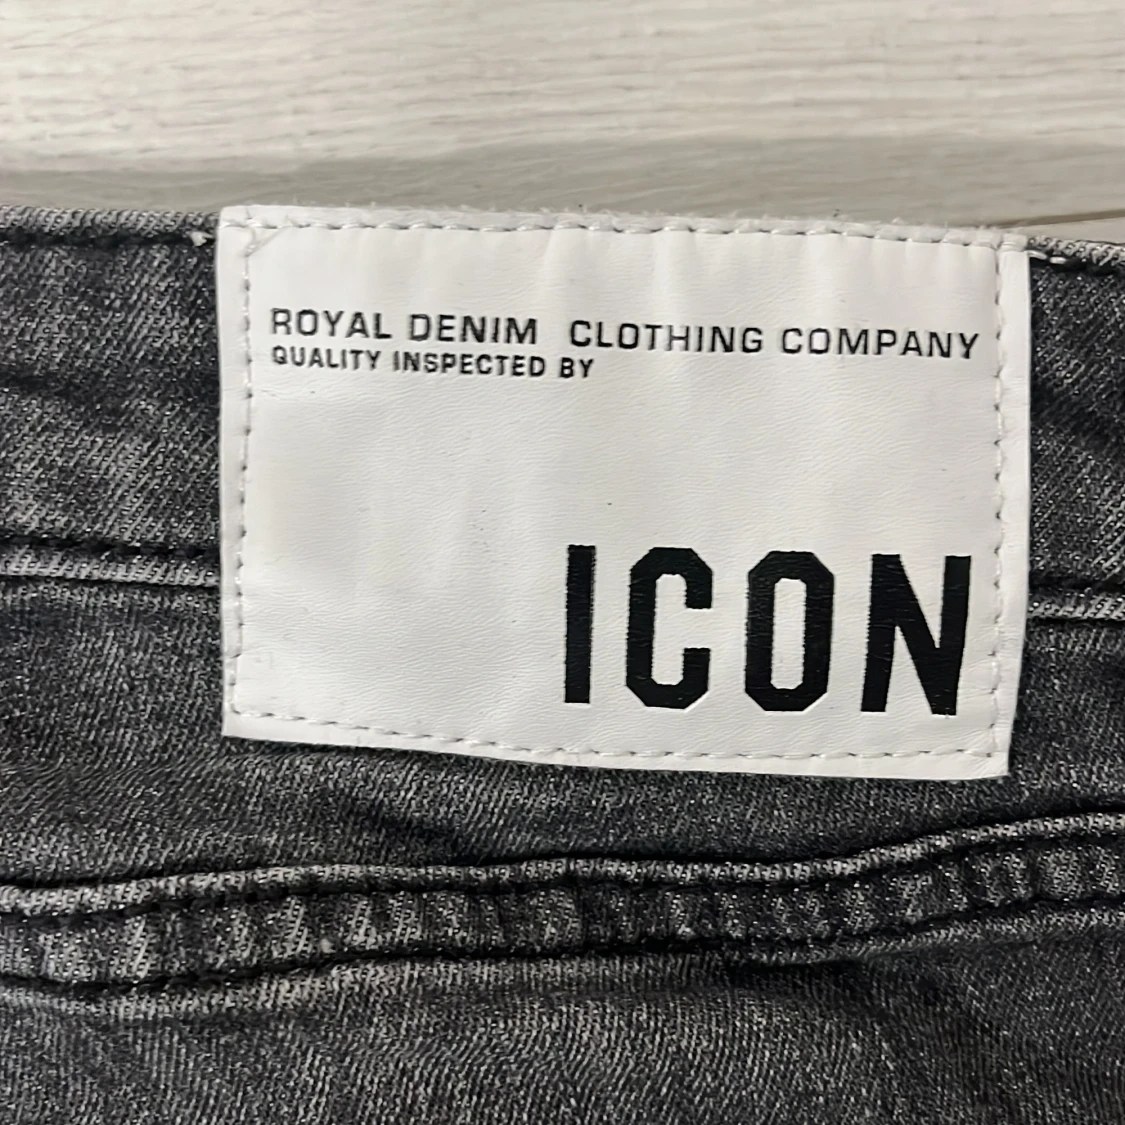 ROYAL DENIM CLOTHING COMPANY
QUALITY INSPECTED BY
ICON